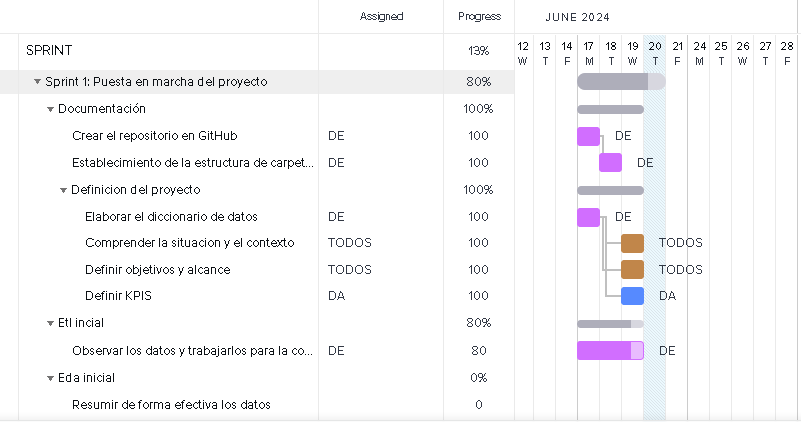 Assigned Progress JUNE 2024
SPRINT 13% 12 13 14 17 18 19 20 21 24 25 26 27 28
W T F M T W T F M T W T F
Sprint 1: Puesta en marcha del proyecto 80%
Documentación 100%
Crear el repositorio en GitHub DE 100 DE
Establecimiento de la estructura de carpet... DE 100 DE
Definicion del proyecto 100%
Elaborar el diccionario de datos DE 100 DE
Comprender la situacion y el contexto TODOS 100 TODOS
Definir objetivos y alcance TODOS 100 TODOS
Definir KPIS DA 100 DA
Etl incial 80%
Observar los datos y trabajarlos para la co... DE 80 DE
Eda inicial 0%
Resumir de forma efectiva los datos 0